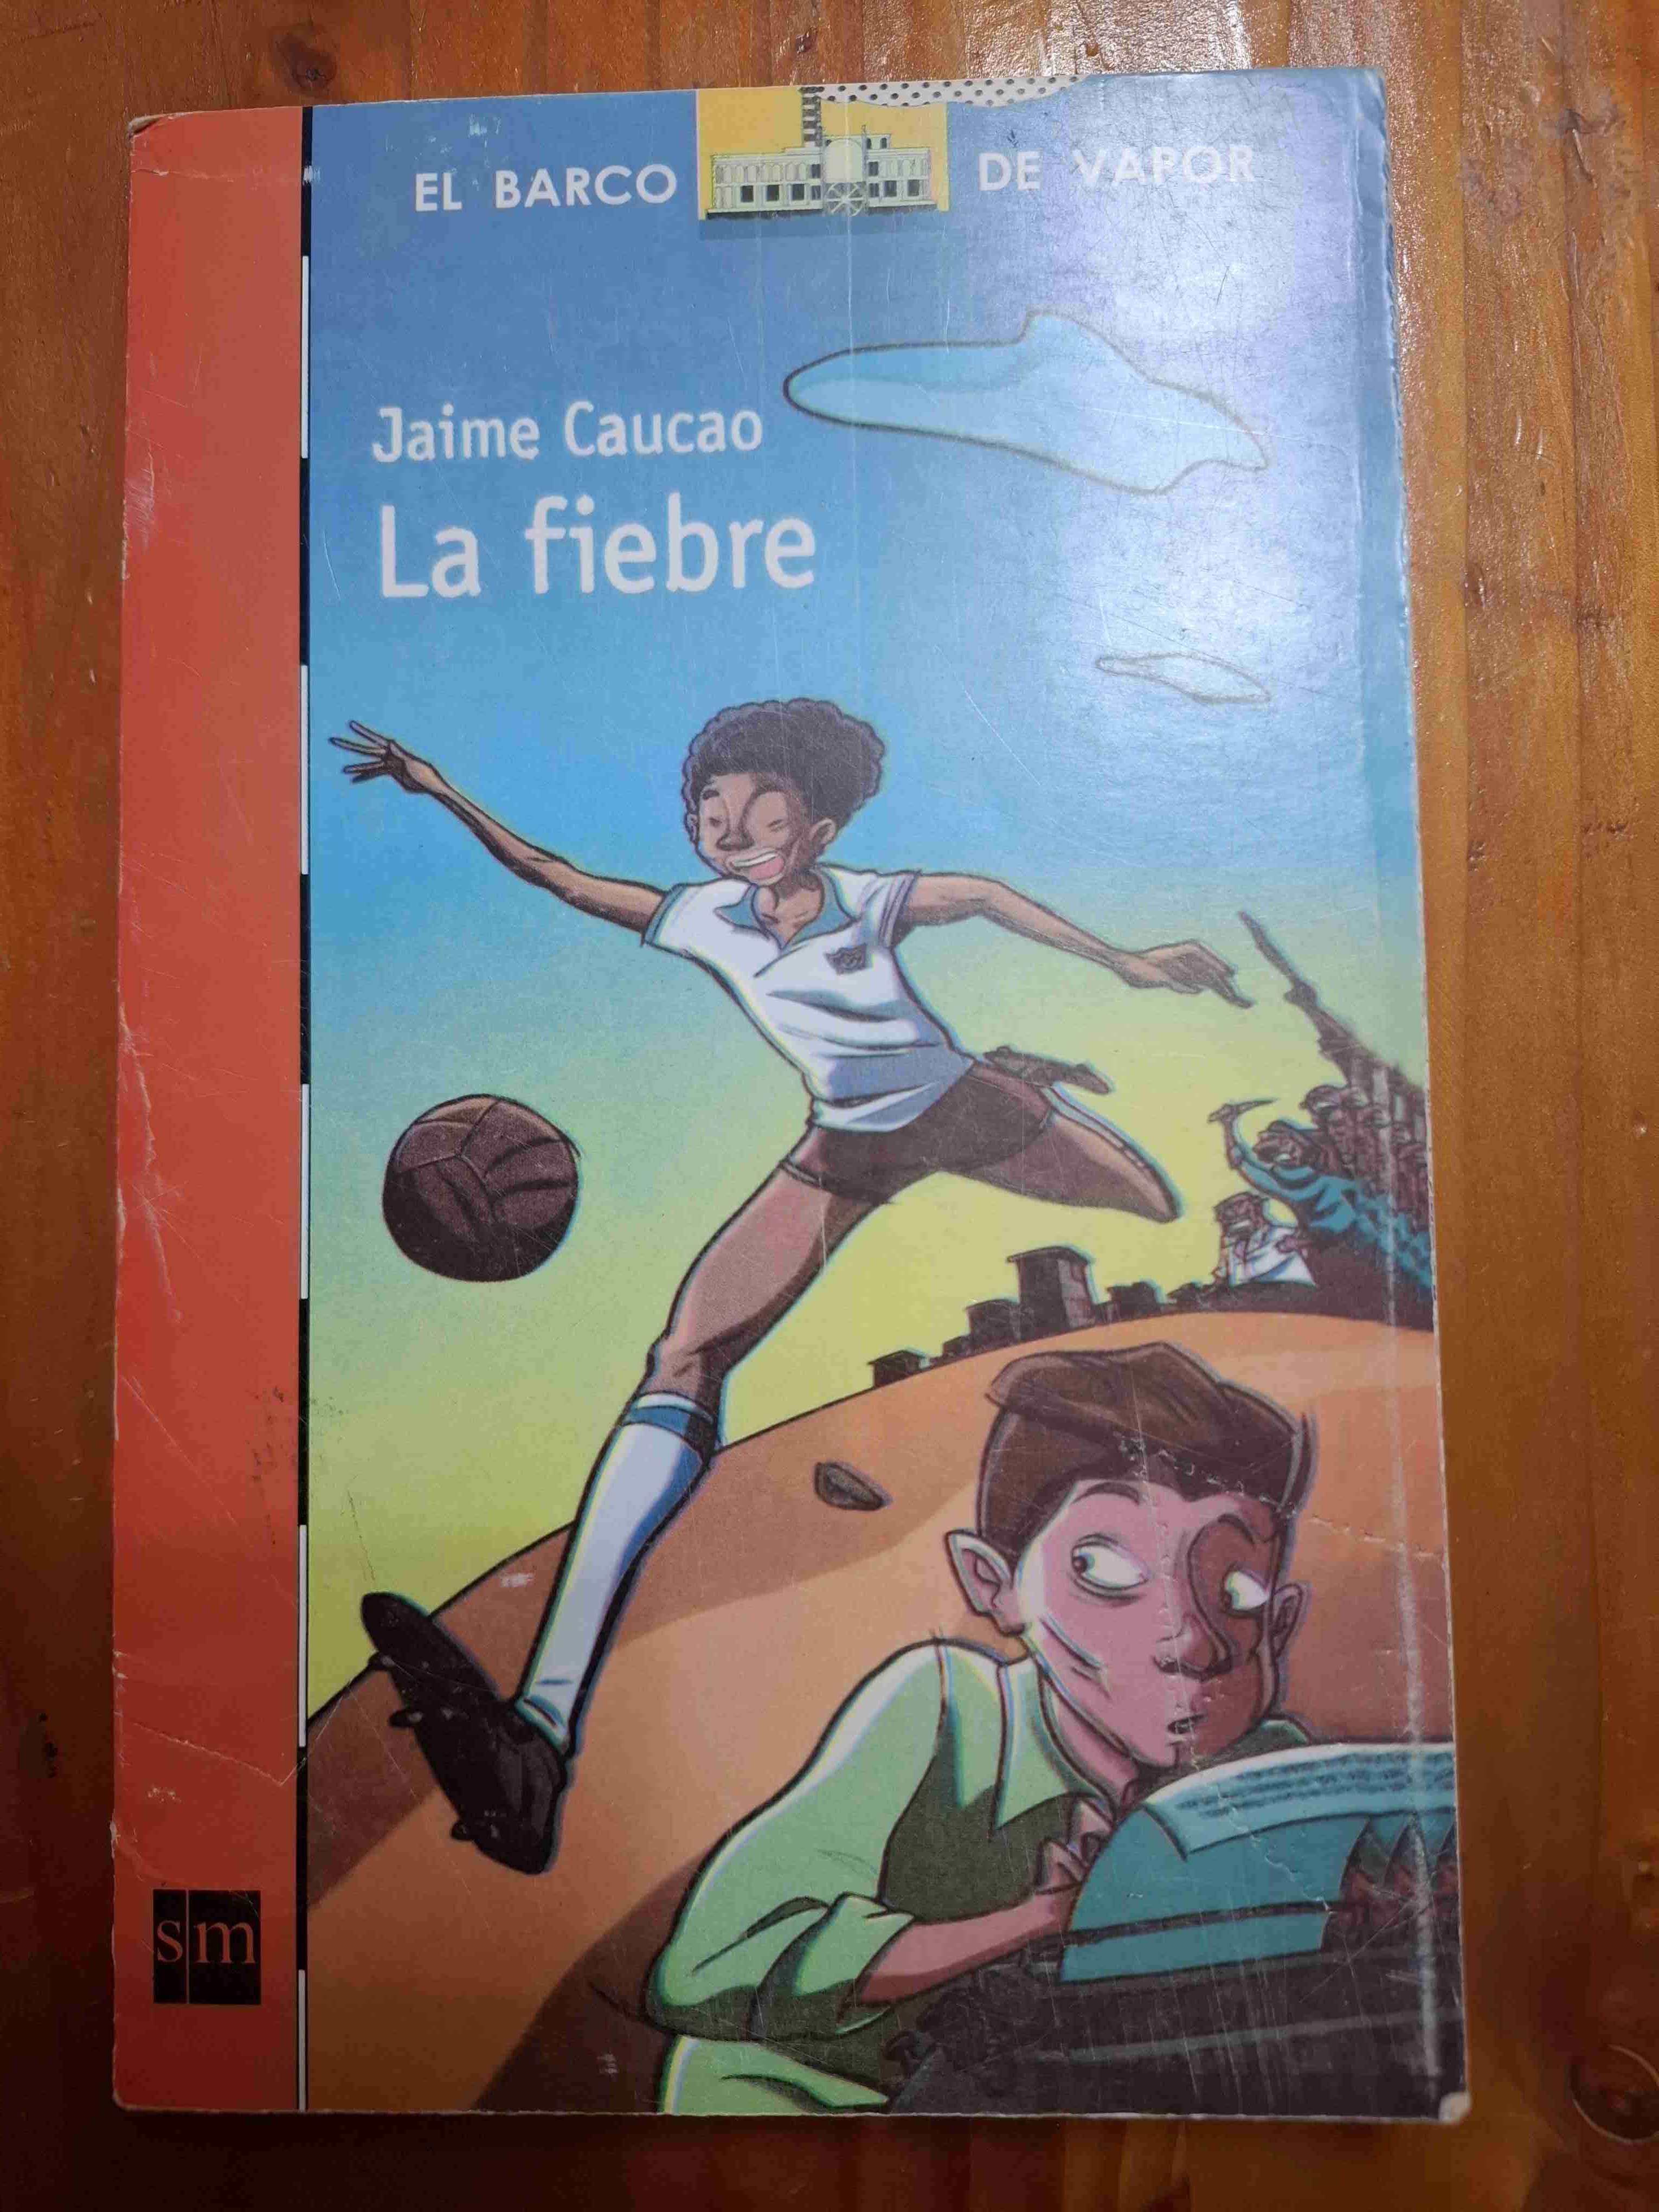 EL BARCO DE VAPOR
Jaime Caucao
La fiebre
sm